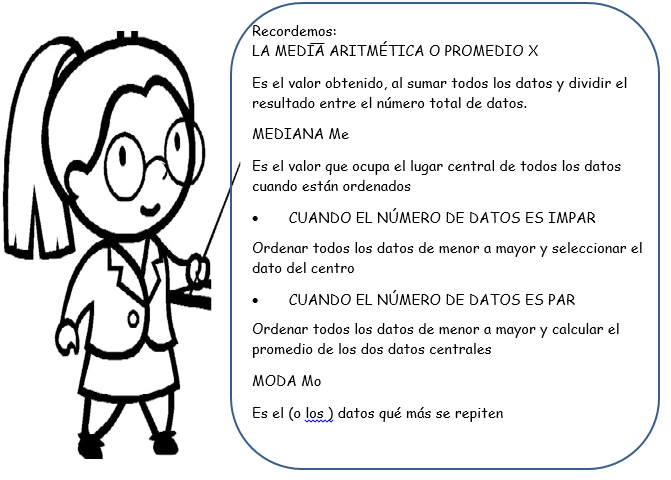 Recordemos:
LA MEDIA ARITMÉTICA O PROMEDIO X
Es el valor obtenido, al sumar todos los datos y dividir el
resultado entre el número total de datos.
MEDIANA Me
Es el valor que ocupa el lugar central de todos los datos
cuando están ordenados
• CUANDO EL NÚMERO DE DATOS ES IMPAR
Ordenar todos los datos de menor a mayor y seleccionar el
dato del centro
• CUANDO EL NÚMERO DE DATOS ES PAR
Ordenar todos los datos de menor a mayor y calcular el
promedio de los dos datos centrales
MODA Mo
Es el (o los ) datos qué más se repiten